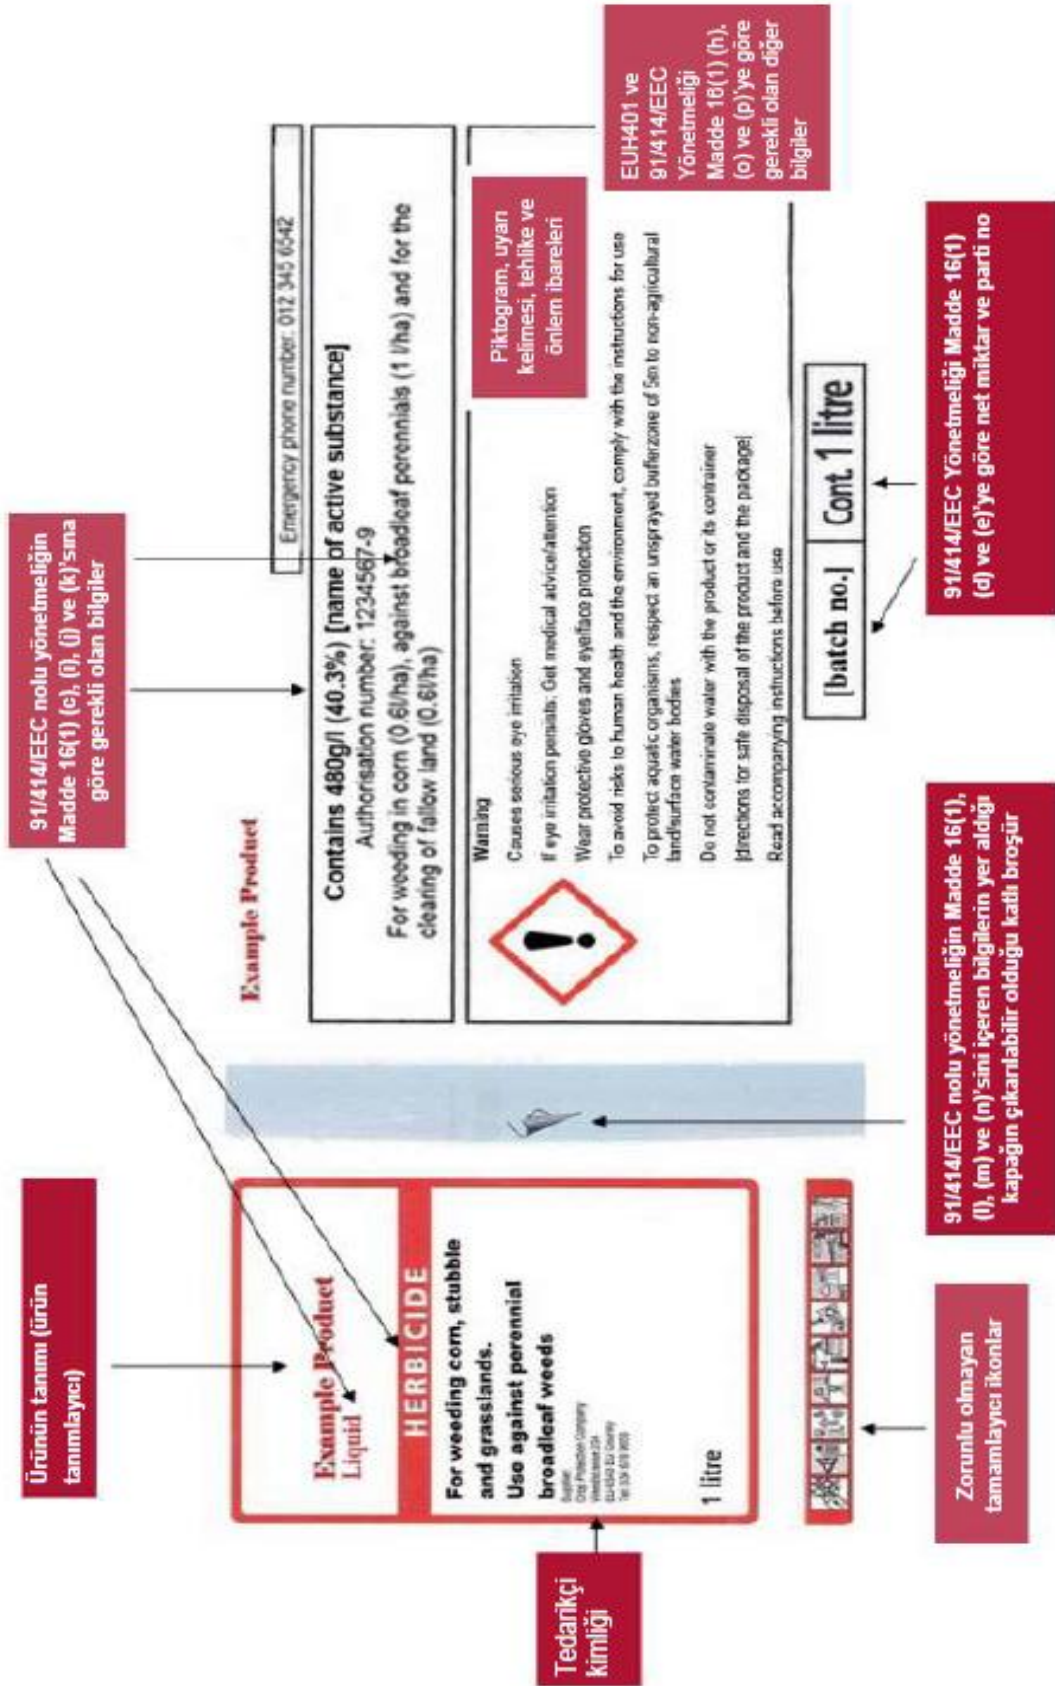 Ürünün tanımı (ürün
tanımlayıcı)
91/414/EEC nolu yönetmeliğin
Madde 16(1) (c), (i), (j) ve (k)'sına
göre gerekli olan bilgiler
Example Product
Liquid
HERBICIDE
For weeding corn, stubble
and grasslands.
Use against perennial
broadleaf weeds
Supplier
Crop Protection Company
1 litre
Tedarikçi
kimliği
Zorunlu olmayan
tamamlayıcı ikonlar
91/414/EEC nolu yönetmeliğin Madde 16(1),
(l), (m) ve (n)'sini içeren bilgilerin yer aldığı
kapağın çıkarılabilir olduğu katlı broşür
Example Product
Emergency phone number: 012 345 6542
Contains 480g/l (40.3%) [name of active substance]
Authorisation number: 1234567-9
For weeding in corn (0.6l/ha), against broadleaf perennials (1 l/ha) and for the
clearing of fallow land (0.6l/ha)
Warning
Causes serious eye irritation
If eye irritation persists: Get medical advice/attention
Wear protective gloves and eye/face protection
To avoid risks to human health and the environment, comply with the instructions for use
To protect aquatic organisms, respect an unsprayed bufferzone of 5m to non-agricultural
land/surface water bodies
Do not contaminate water with the product or its container
[directions for safe disposal of the product and the package]
Read accompanying instructions before use
Piktogram, uyarı
kelimesi, tehlike ve
önlem ibareleri
EUH401 ve
91/414/EEC
Yönetmeliği
Madde 16(1) (h),
(o) ve (p)'ye göre
gerekli olan diğer
bilgiler
[batch no.]
Cont. 1 litre
91/414/EEC Yönetmeliği Madde 16(1)
(d) ve (e)'ye göre net miktar ve parti no